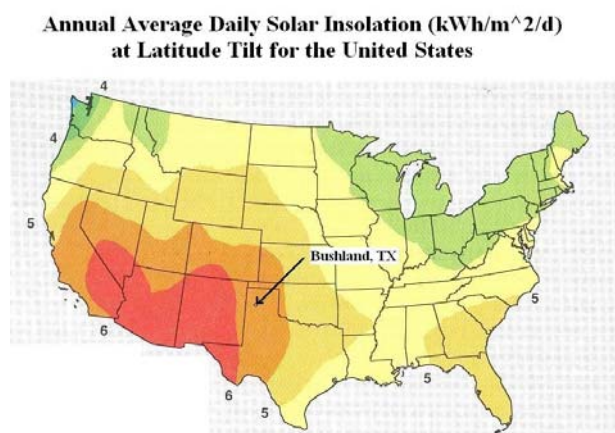 Annual Average Daily Solar Insolation (kWh/m^2/d)
at Latitude Tilt for the United States
4
4
5
Bushland, TX
5
6
5
6
5